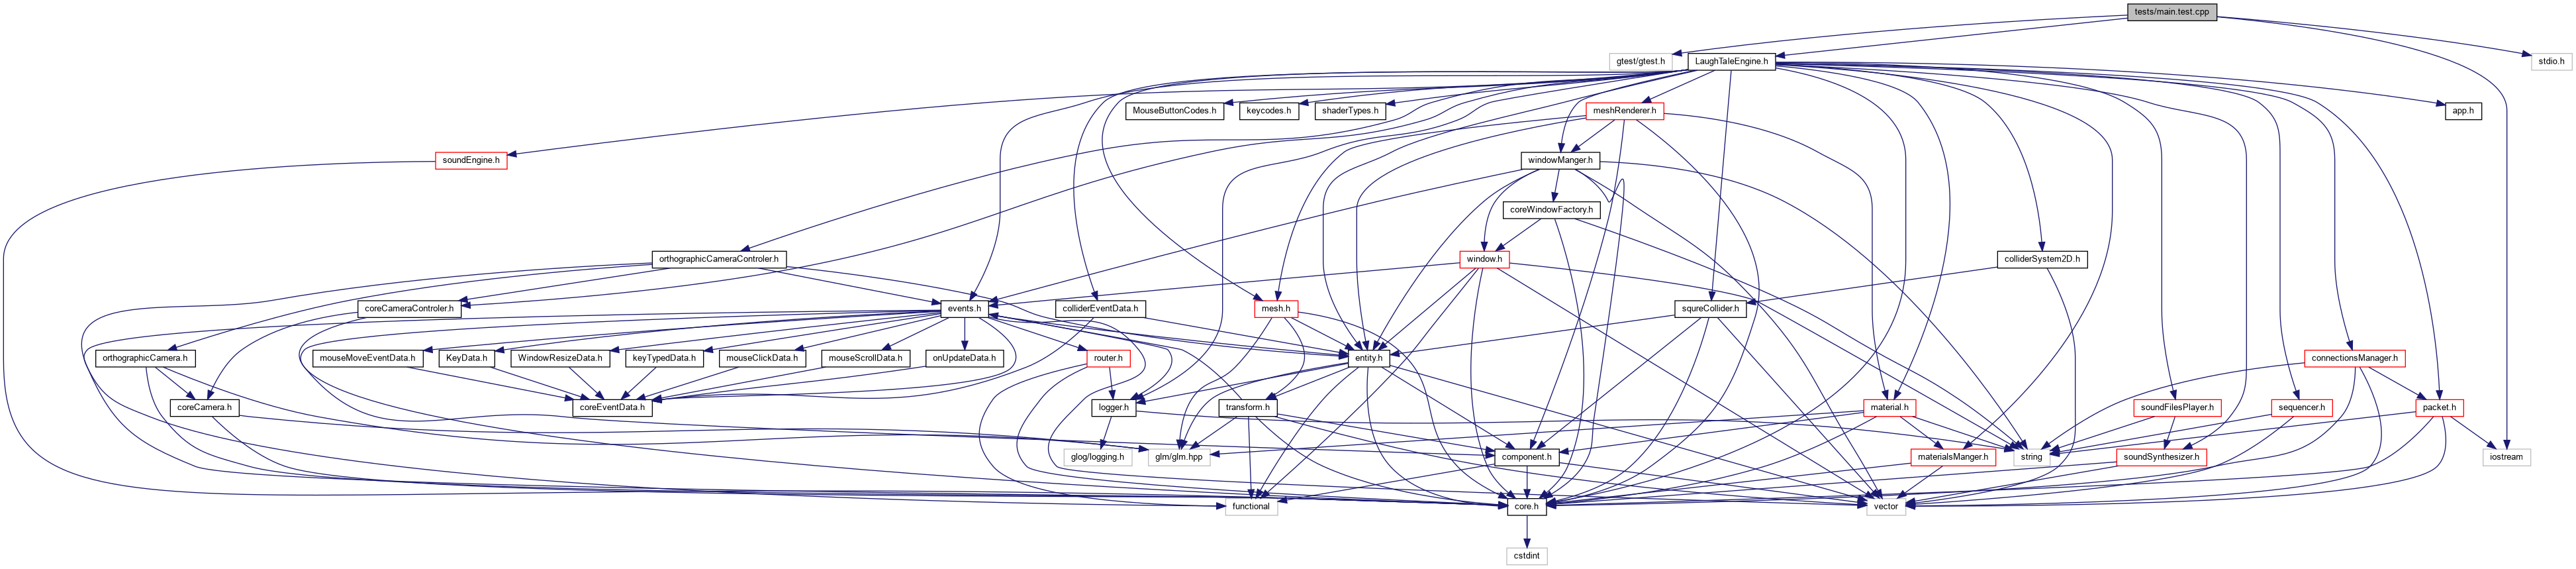 tests/main.test.cpp
gtest/gtest.h
LaughTaleEngine.h
stdio.h
MouseButtonCodes.h
keycodes.h
shaderTypes.h
meshRenderer.h
app.h
soundEngine.h
windowManger.h
coreWindowFactory.h
orthographicCameraControler.h
window.h
colliderSystem2D.h
coreCameraControler.h
events.h
colliderEventData.h
mesh.h
squreCollider.h
orthographicCamera.h
mouseMoveEventData.h
KeyData.h
WindowResizeData.h
keyTypedData.h
mouseClickData.h
mouseScrollData.h
onUpdateData.h
router.h
entity.h
connectionsManager.h
coreCamera.h
coreEventData.h
logger.h
transform.h
material.h
soundFilesPlayer.h
sequencer.h
packet.h
glog/logging.h
glm/glm.hpp
component.h
materialsManger.h
string
soundSynthesizer.h
iostream
functional
core.h
vector
cstdint